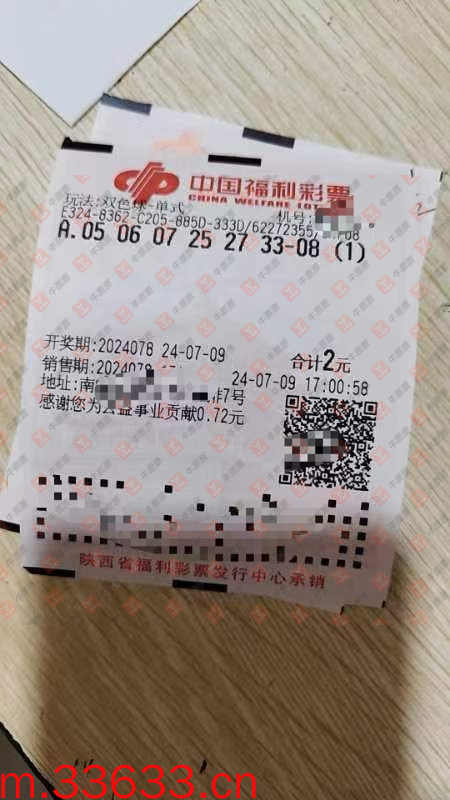 中国福利彩票
CHINA WELFARE LOT
玩法:双色球-单式
机号:
E324-8362-C205-885D-333D/62272355/
A.05 06 07 25 27 33-08 (1)
开奖期:2024078 24-07-09
合计2元
销售期:2024078
24-07-09 17:00:58
地址:南
作7号
感谢您为公益事业贡献0.72元
陕西省福利彩票发行中心承销
m.33633.cn